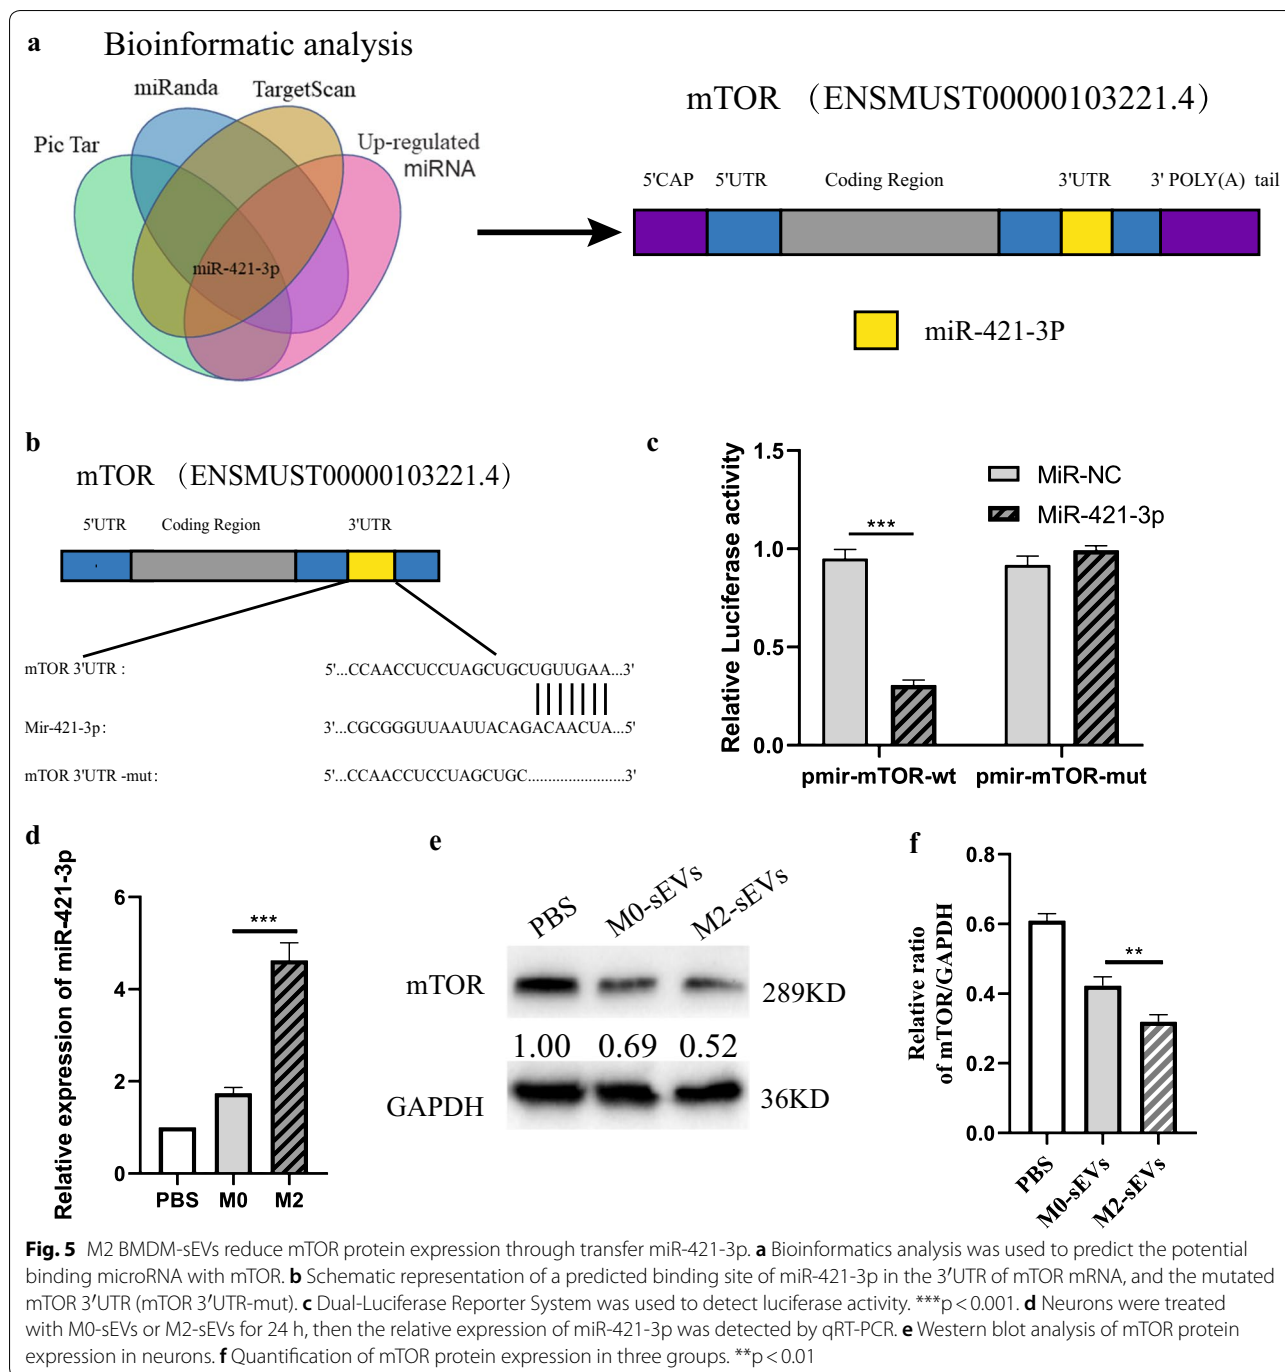 a Bioinformatic analysis
miRanda TargetScan
Pic Tar Up-regulated
miRNA
miR-421-3p
mTOR （ENSMUST00000103221.4）
5'CAP 5'UTR Coding Region 3'UTR 3' POLY(A) tail
miR-421-3P
b
mTOR （ENSMUST00000103221.4）
5'UTR Coding Region 3'UTR
mTOR 3'UTR : 5'...CCAACCUCCUAGCUGCUGUUGAA...3'
Mir-421-3p: 3'...CGCGGGUUAAUUACAGACAACUA...5'
mTOR 3'UTR -mut: 5'...CCAACCUCCUAGCUGC.......................3'
c
Relative Luciferase activity
1.5
1.0
0.5
0.0
MiR-NC
MiR-421-3p
***
pmir-mTOR-wt pmir-mTOR-mut
d
Relative expression of miR-421-3p
6
4
2
0
***
PBS M0 M2
e
PBS M0-sEVs M2-sEVs
mTOR 289KD
1.00 0.69 0.52
GAPDH 36KD
f
Relative ratio
of mTOR/GAPDH
0.8
0.6
0.4
0.2
0.0
**
PBS M0-sEVs M2-sEVs
Fig. 5 M2 BMDM-sEVs reduce mTOR protein expression through transfer miR-421-3p. a Bioinformatics analysis was used to predict the potential
binding microRNA with mTOR. b Schematic representation of a predicted binding site of miR-421-3p in the 3′UTR of mTOR mRNA, and the mutated
mTOR 3′UTR (mTOR 3′UTR-mut). c Dual-Luciferase Reporter System was used to detect luciferase activity. ***p < 0.001. d Neurons were treated
with M0-sEVs or M2-sEVs for 24 h, then the relative expression of miR-421-3p was detected by qRT-PCR. e Western blot analysis of mTOR protein
expression in neurons. f Quantification of mTOR protein expression in three groups. **p < 0.01